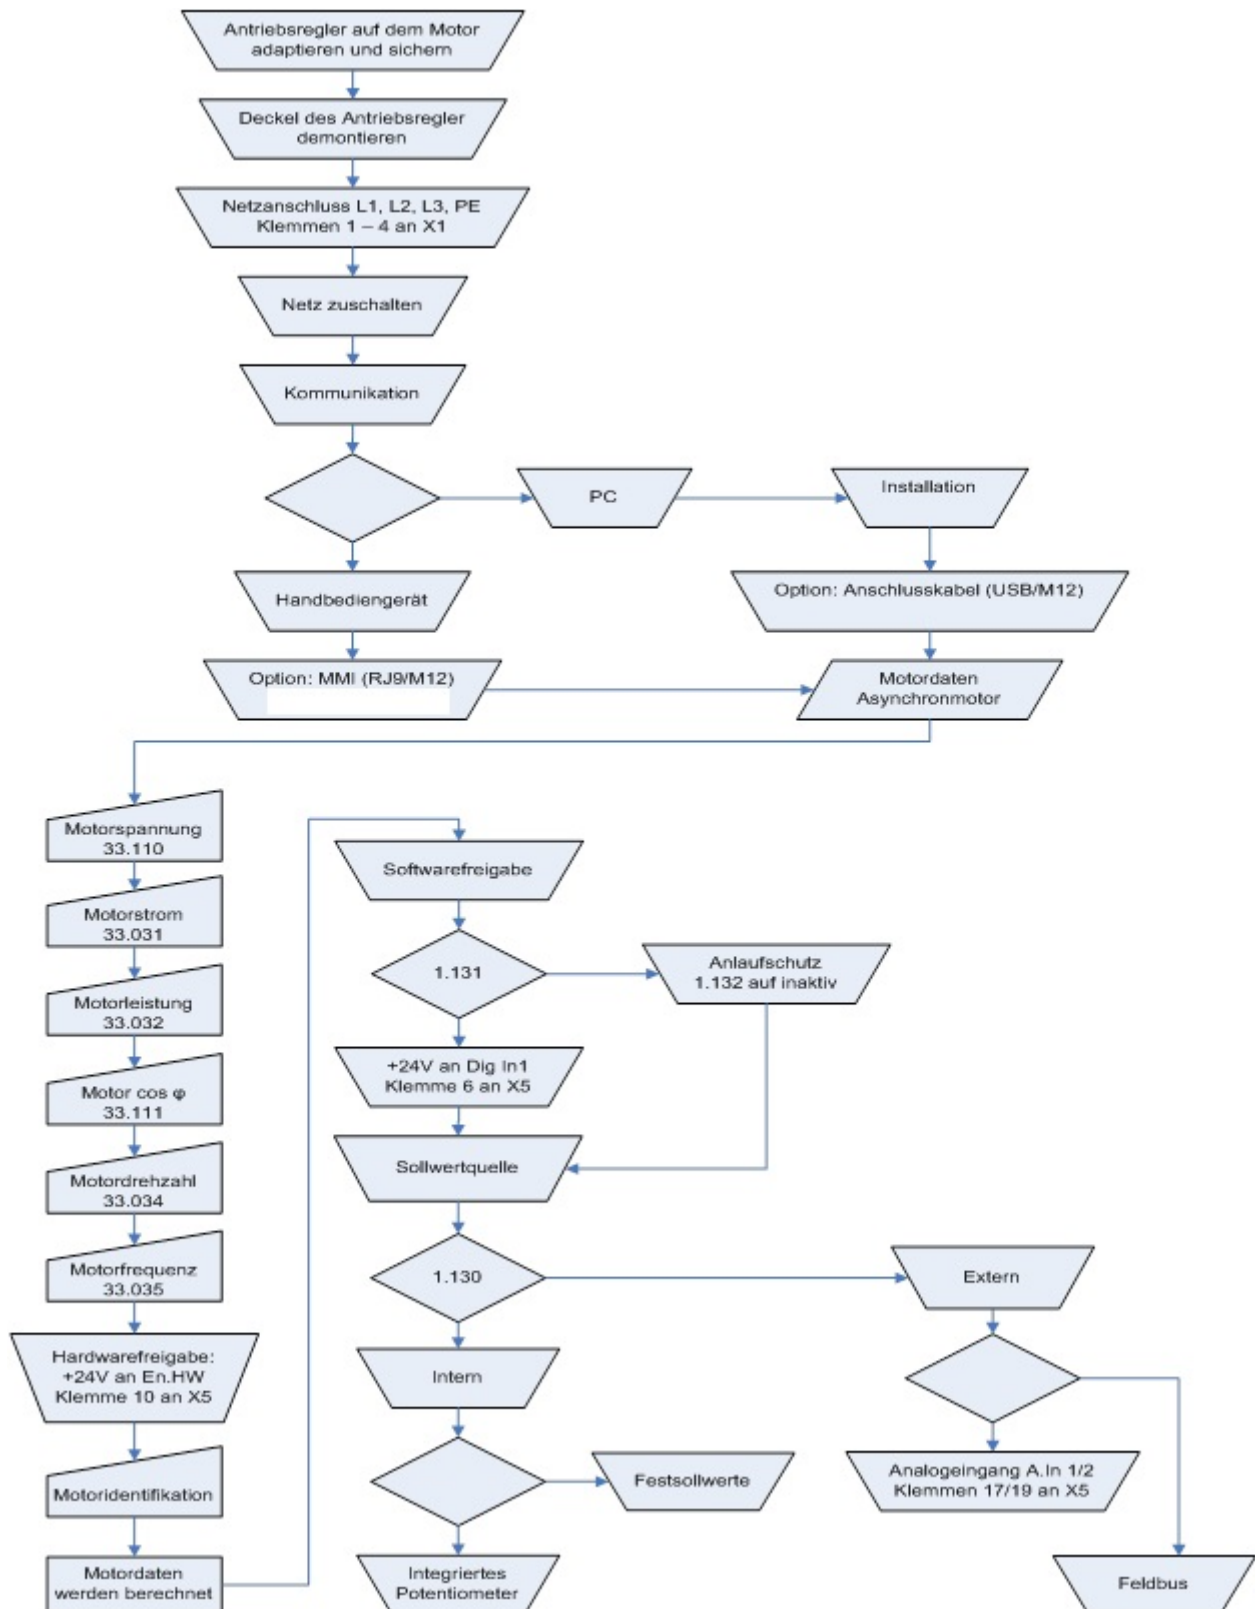 Antriebsregler auf dem Motor
adaptieren und sichern
Deckel des Antriebsregler
demontieren
Netzanschluss L1, L2, L3, PE
Klemmen 1 – 4 an X1
Netz zuschalten
Kommunikation
PC
Installation
Handbediengerät
Option: Anschlusskabel (USB/M12)
Option: MMI (RJ9/M12)
Motordaten
Asynchronmotor
Motorspannung
33.110
Motorstrom
33.031
Motorleistung
33.032
Motor cos φ
33.111
Motordrehzahl
33.034
Motorfrequenz
33.035
Hardwarefreigabe:
+24V an En.HW
Klemme 10 an X5
Motoridentifikation
Motordaten
werden berechnet
Softwarefreigabe
1.131
Anlaufschutz
1.132 auf inaktiv
+24V an Dig In1
Klemme 6 an X5
Sollwertquelle
1.130
Extern
Intern
Festsollwerte
Analogeingang A.In 1/2
Klemmen 17/19 an X5
Integriertes
Potentiometer
Feldbus